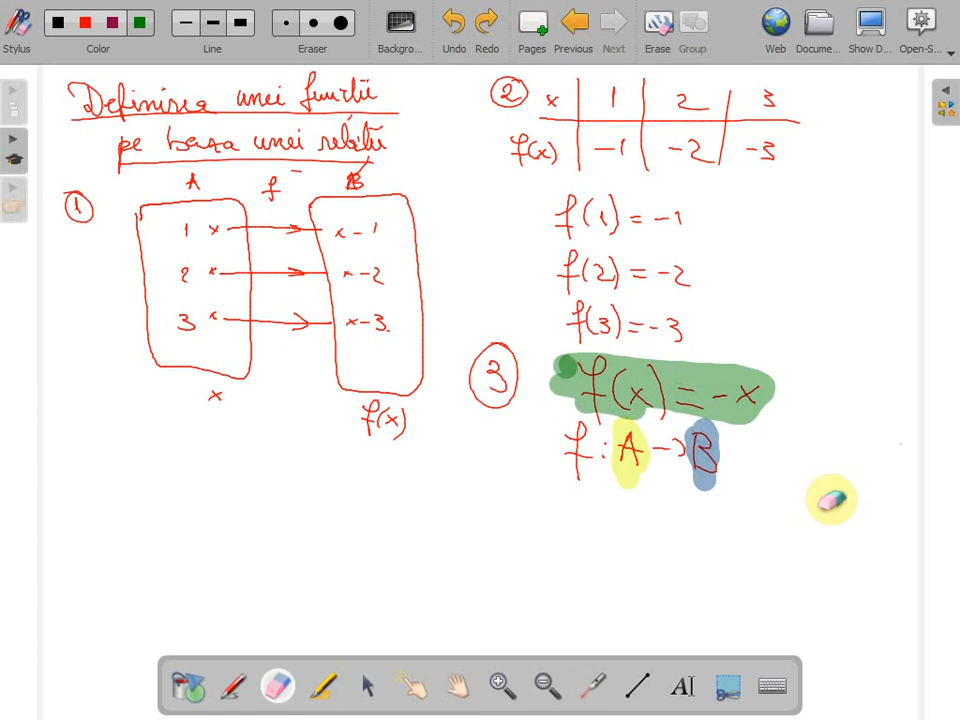 Stylus
Color
Line
Eraser
Backgro...
Undo
Redo
Pages
Previous
Next
Erase
Group
Web
Docume...
Show D...
Open-S...
Definirea unei funcții
pe baza unei relații
①
A f B
1 x x -1
2 x x -2
3 x x -3
x
f(x)
②
x 1 2 3
f(x) -1 -2 -3
f(1) = -1
f(2) = -2
f(3) = -3
③
f(x) = -x
f : A → B